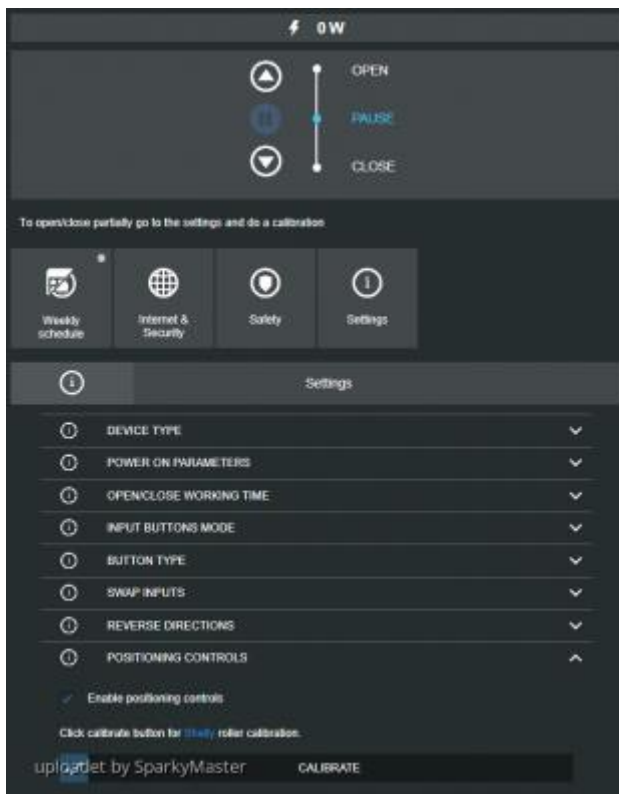 0 W
OPEN
PAUSE
CLOSE
To open/close partially go to the settings and do a calibration
Weekly schedule
Internet & Security
Safety
Settings
Settings
DEVICE TYPE
POWER ON PARAMETERS
OPEN/CLOSE WORKING TIME
INPUT BUTTONS MODE
BUTTON TYPE
SWAP INPUTS
REVERSE DIRECTIONS
POSITIONING CONTROLS
Enable positioning controls
Click calibrate button for Shelly roller calibration.
uploadet by SparkyMaster
CALIBRATE